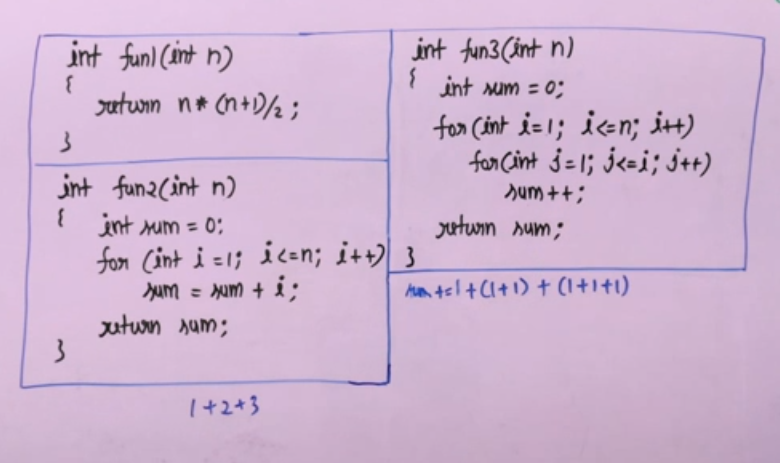 int fun1(int n)
{
return n* (n+1)/2 ;
}
int fun2(int n)
{ int sum = 0;
for (int i =1; i<=n; i++)
sum = sum + i;
return sum;
}
1+2+3
int fun3(int n)
{ int sum = 0;
for(int i=1; i<=n; i++)
for(int j=1; j<=i; j++)
sum++;
return sum;
}
sum +=1+(1+1) + (1+1+1)